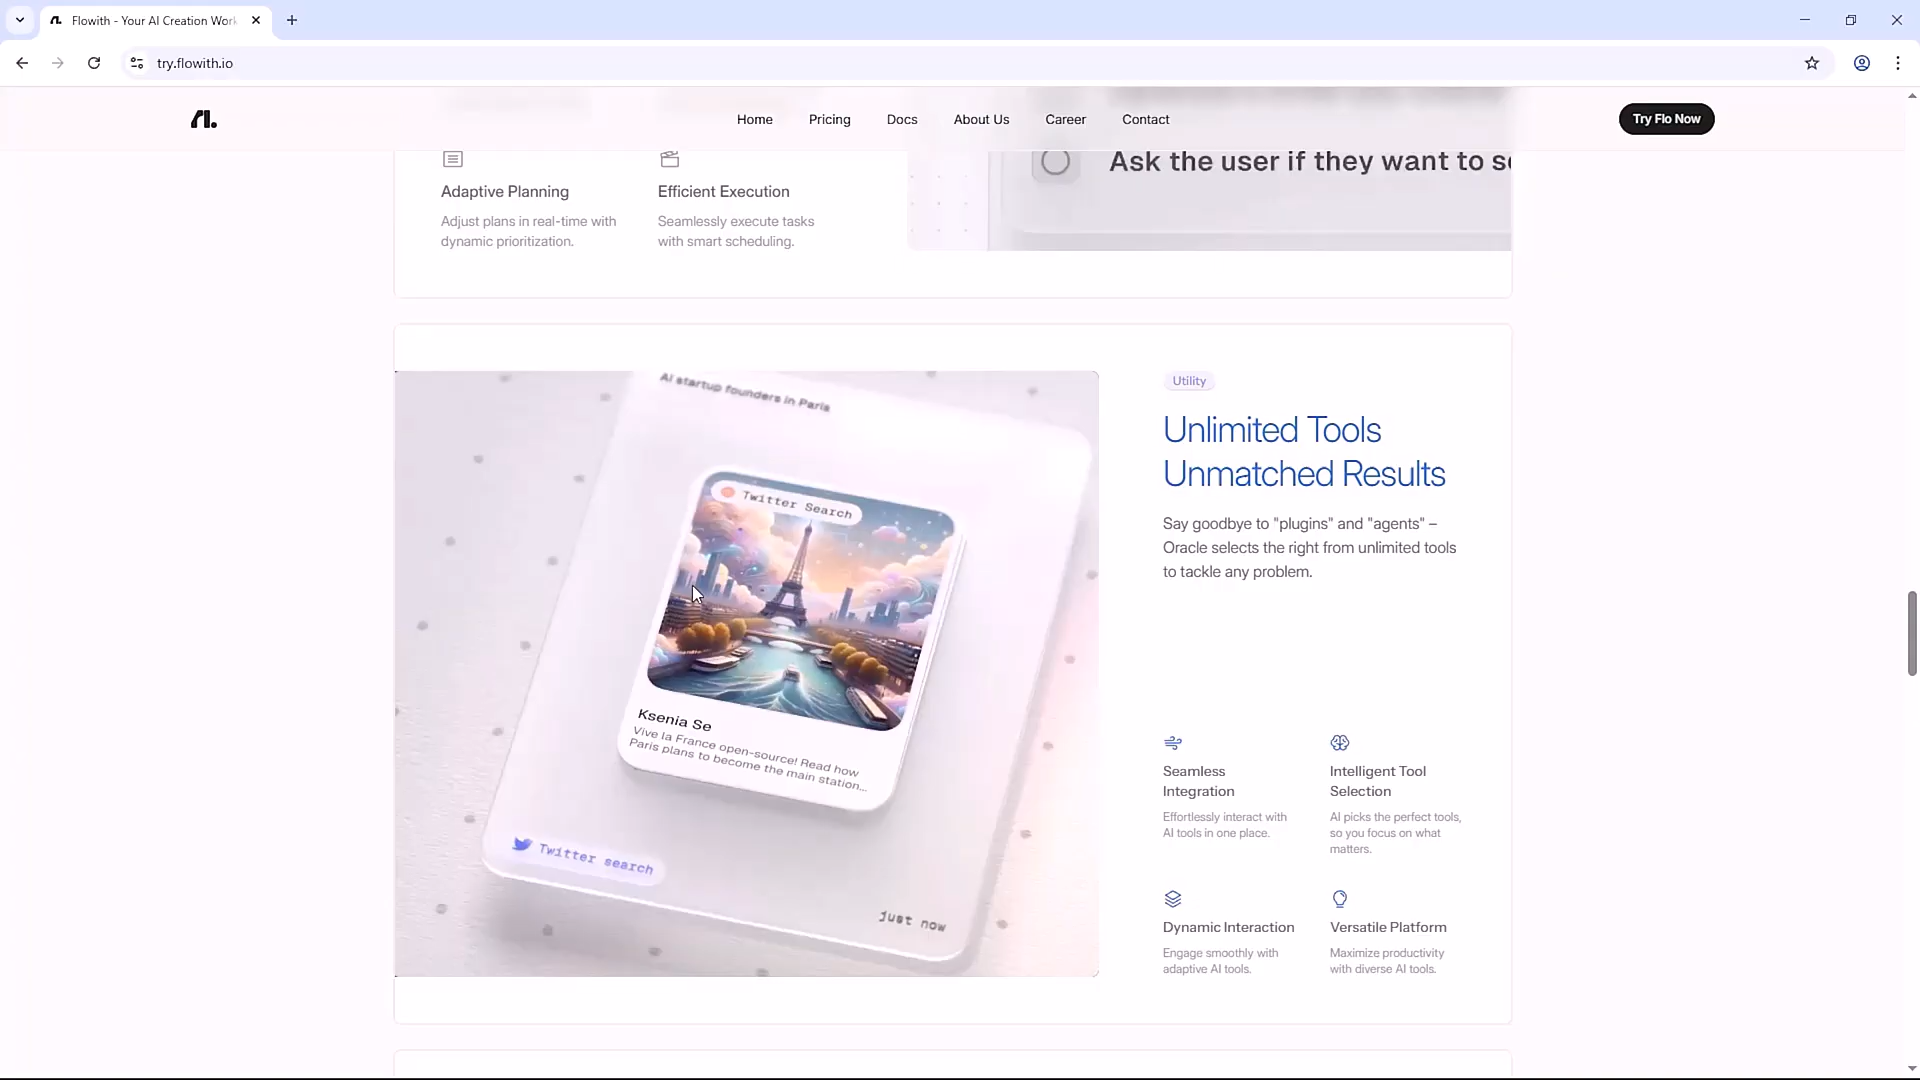 Flowith - Your AI Creation Work
try.flowith.io
Home
Pricing
Docs
About Us
Career
Contact
Try Flo Now
Ask the user if they want to s
Adaptive Planning
Adjust plans in real-time with
dynamic prioritization.
Efficient Execution
Seamlessly execute tasks
with smart scheduling.
AI startup founders in Paris
Twitter Search
Ksenia Se
Vive la France open-source! Read how
Paris plans to become the main station...
Twitter search
just now
Utility
Unlimited Tools
Unmatched Results
Say goodbye to "plugins" and "agents" –
Oracle selects the right from unlimited tools
to tackle any problem.
Seamless
Integration
Effortlessly interact with
AI tools in one place.
Intelligent Tool
Selection
AI picks the perfect tools,
so you focus on what
matters.
Dynamic Interaction
Engage smoothly with
adaptive AI tools.
Versatile Platform
Maximize productivity
with diverse AI tools.